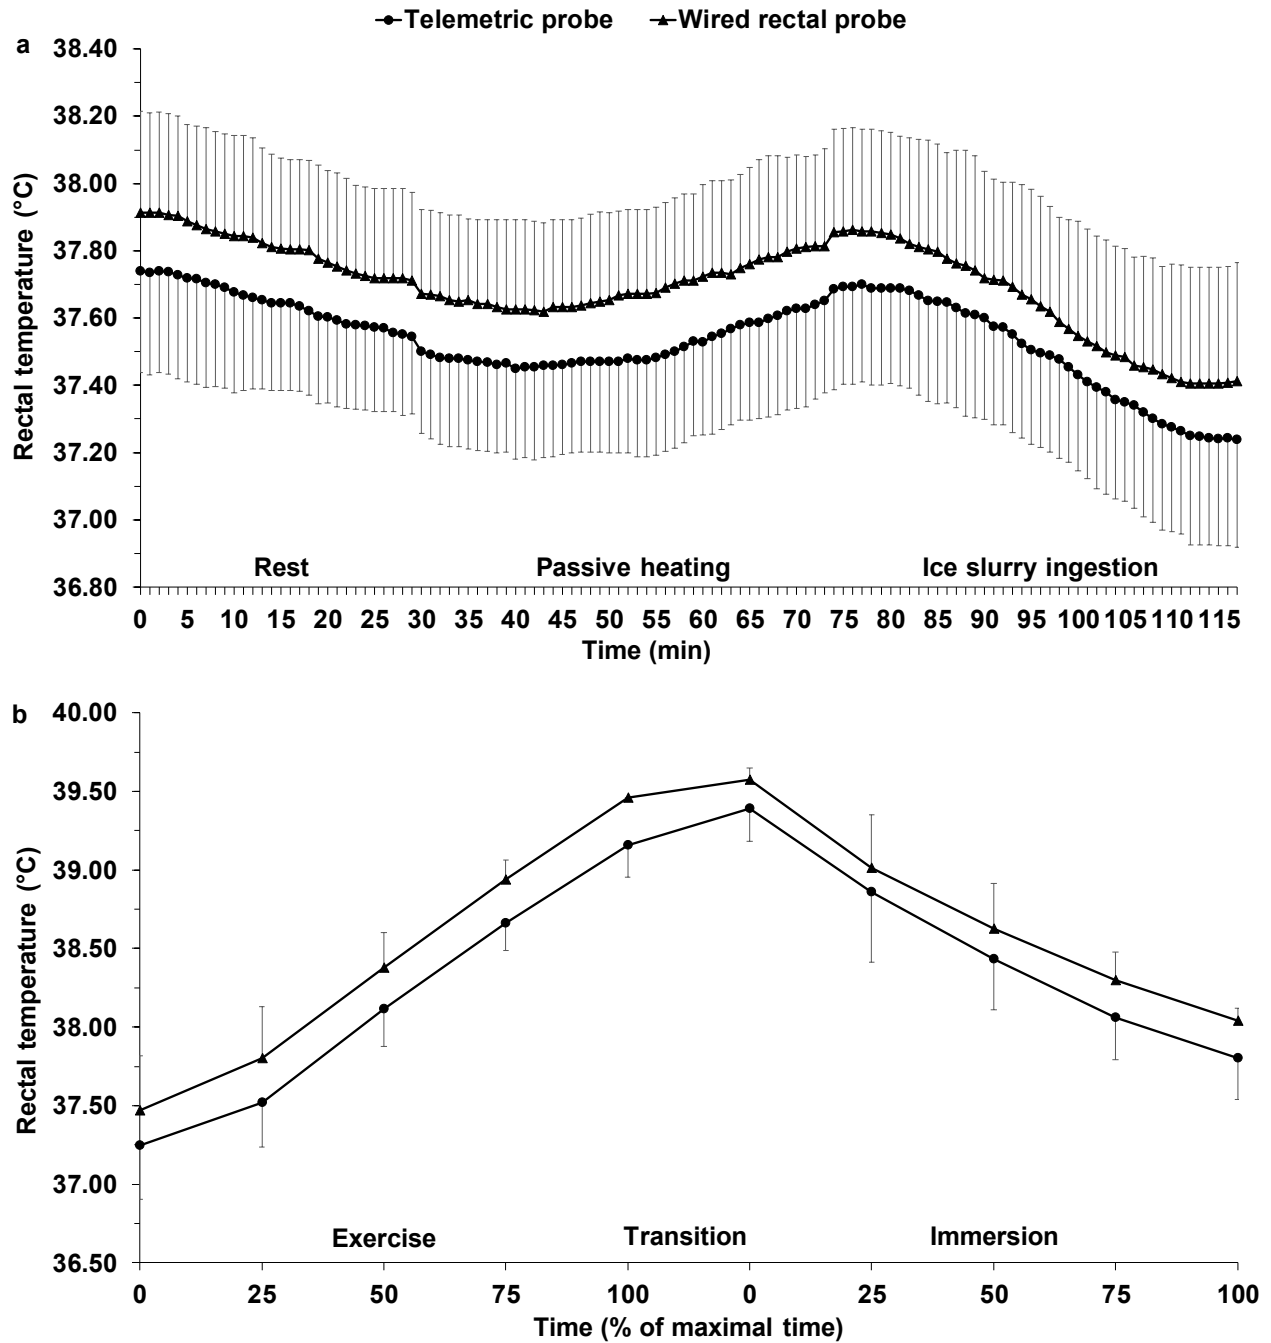 Telemetric probe Wired rectal probe
a
38.40
38.20
38.00
37.80
37.60
37.40
37.20
37.00
36.80
Rectal temperature (°C)
Rest Passive heating Ice slurry ingestion
0 5 10 15 20 25 30 35 40 45 50 55 60 65 70 75 80 85 90 95 100 105 110 115
Time (min)
b
40.00
39.50
39.00
38.50
38.00
37.50
37.00
36.50
Rectal temperature (°C)
Exercise Transition Immersion
0 25 50 75 100 0 25 50 75 100
Time (% of maximal time)